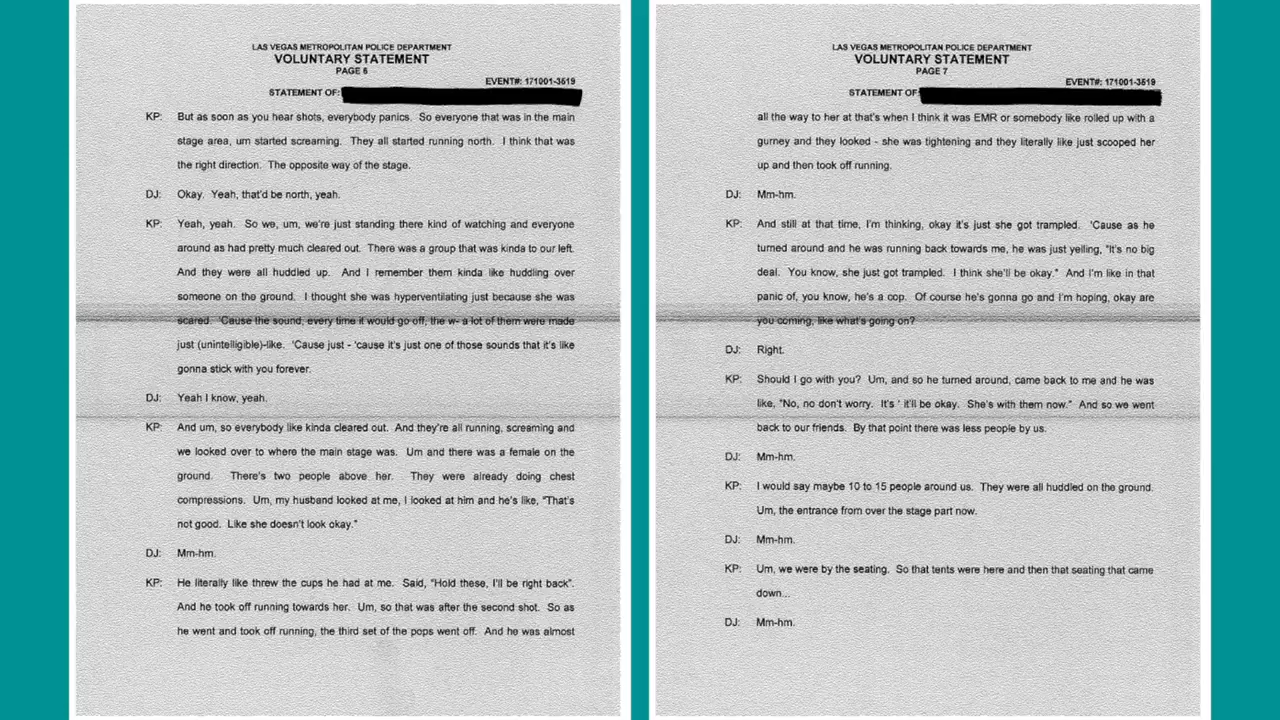 LAS VEGAS METROPOLITAN POLICE DEPARTMENT
VOLUNTARY STATEMENT
PAGE 6
EVENT#: 171001-3519
STATEMENT OF:
KP: But as soon as you hear shots, everybody panics. So everyone that was in the main
stage area, um started screaming. They all started running north. I think that was
the right direction. The opposite way of the stage.
DJ: Okay. Yeah, that'd be north, yeah.
KP: Yeah, yeah. So we, um, we're just standing there kind of watching and everyone
around as had pretty much cleared out. There was a group that was kinda to our left.
And they were all huddled up. And I remember them kinda like huddling over
someone on the ground. I thought she was hyperventilating just because she was
scared. 'Cause the sound, every time it would go off, the w- a lot of them were made
just (unintelligible)-like. 'Cause just - 'cause it's just one of those sounds that it's like
gonna stick with you forever.
DJ: Yeah I know, yeah.
KP: And um, so everybody like kinda cleared out. And they're all running, screaming and
we looked over to where the main stage was. Um and there was a female on the
ground. There's two people above her. They were already doing chest
compressions. Um, my husband looked at me, I looked at him and he's like, "That's
not good. Like she doesn't look okay."
DJ: Mm-hm.
KP: He literally like threw the cups he had at me. Said, "Hold these, I'll be right back".
And he took off running towards her. Um, so that was after the second shot. So as
he went and took off running, the third set of the pops went off. And he was almost
LAS VEGAS METROPOLITAN POLICE DEPARTMENT
VOLUNTARY STATEMENT
PAGE 7
EVENT#: 171001-3519
STATEMENT OF:
all the way to her at that's when I think it was EMR or somebody like rolled up with a
gurney and they looked - she was tightening and they literally like just scooped her
up and then took off running.
DJ: Mm-hm.
KP: And still at that time, I'm thinking, okay it's just she got trampled. 'Cause as he
turned around and he was running back towards me, he was just yelling, "It's no big
deal. You know, she just got trampled. I think she'll be okay." And I'm like in that
panic of, you know, he's a cop. Of course he's gonna go and I'm hoping, okay are
you coming, like what's going on?
DJ: Right.
KP: Should I go with you? Um, and so he turned around, came back to me and he was
like, "No, no don't worry. It's ' it'll be okay. She's with them now." And so we went
back to our friends. By that point there was less people by us.
DJ: Mm-hm.
KP: I would say maybe 10 to 15 people around us. They were all huddled on the ground.
Um, the entrance from over the stage part now.
DJ: Mm-hm.
KP: Um, we were by the seating. So that tents were here and then that seating that came
down...
DJ: Mm-hm.